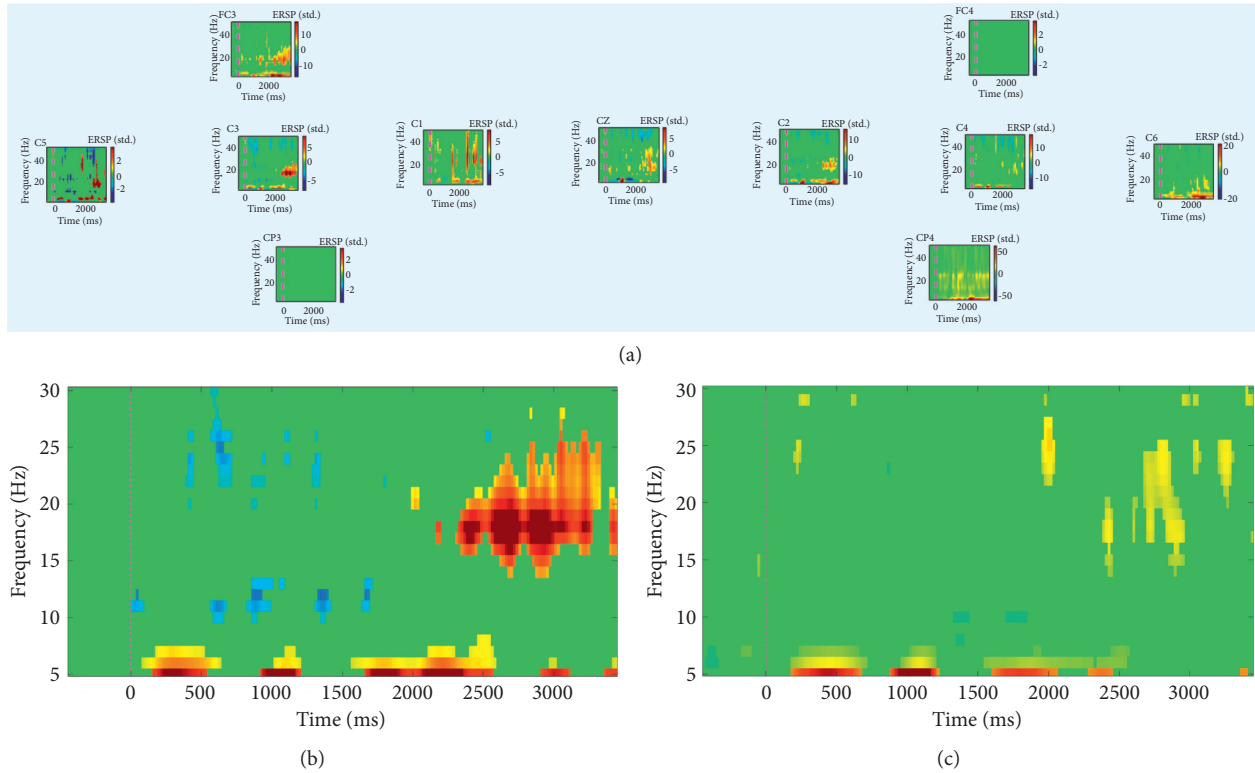 FC3 ERSP (std.)
Frequency (Hz)
40
20
0 2000
Time (ms)
10
0
-10
FC4 ERSP (std.)
Frequency (Hz)
40
20
0 2000
Time (ms)
2
0
-2
C5 ERSP (std.)
Frequency (Hz)
40
20
0 2000
Time (ms)
2
0
-2
C3 ERSP (std.)
Frequency (Hz)
40
20
0 2000
Time (ms)
5
0
-5
C1 ERSP (std.)
Frequency (Hz)
40
20
0 2000
Time (ms)
5
0
-5
CZ ERSP (std.)
Frequency (Hz)
40
20
0 2000
Time (ms)
5
0
-5
C2 ERSP (std.)
Frequency (Hz)
40
20
0 2000
Time (ms)
10
0
-10
C4 ERSP (std.)
Frequency (Hz)
40
20
0 2000
Time (ms)
10
0
-10
C6 ERSP (std.)
Frequency (Hz)
40
20
0 2000
Time (ms)
20
0
-20
CP3 ERSP (std.)
Frequency (Hz)
40
20
0 2000
Time (ms)
2
0
-2
CP4 ERSP (std.)
Frequency (Hz)
40
20
0 2000
Time (ms)
50
0
-50
(a)
Frequency (Hz)
30
25
20
15
10
5
0 500 1000 1500 2000 2500 3000
Time (ms)
(b)
Frequency (Hz)
30
25
20
15
10
5
0 500 1000 1500 2000 2500 3000
Time (ms)
(c)